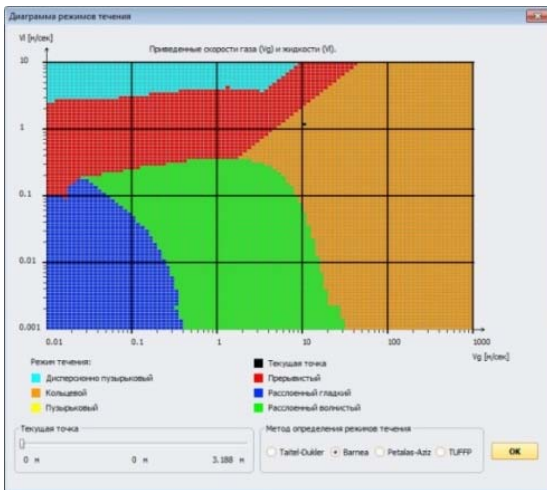 Диаграмма режимов течения
Vl [м/сек]
Приведенные скорости газа (Vg) и жидкости (Vl).
10
1
0.1
0.01
0.001
0.01 0.1 1 10 100 1000
Vg [м/сек]
Режим течения:
Текущая точка
Дисперсионно пузырьковый
Прерывистый
Кольцевой
Расслоенный гладкий
Пузырьковый
Расслоенный волнистый
Текущая точка
0 м 0 м 3.188 м
Метод определения режимов течения
Taitel-Dukler Barnea Petalas-Aziz TUFFP
OK